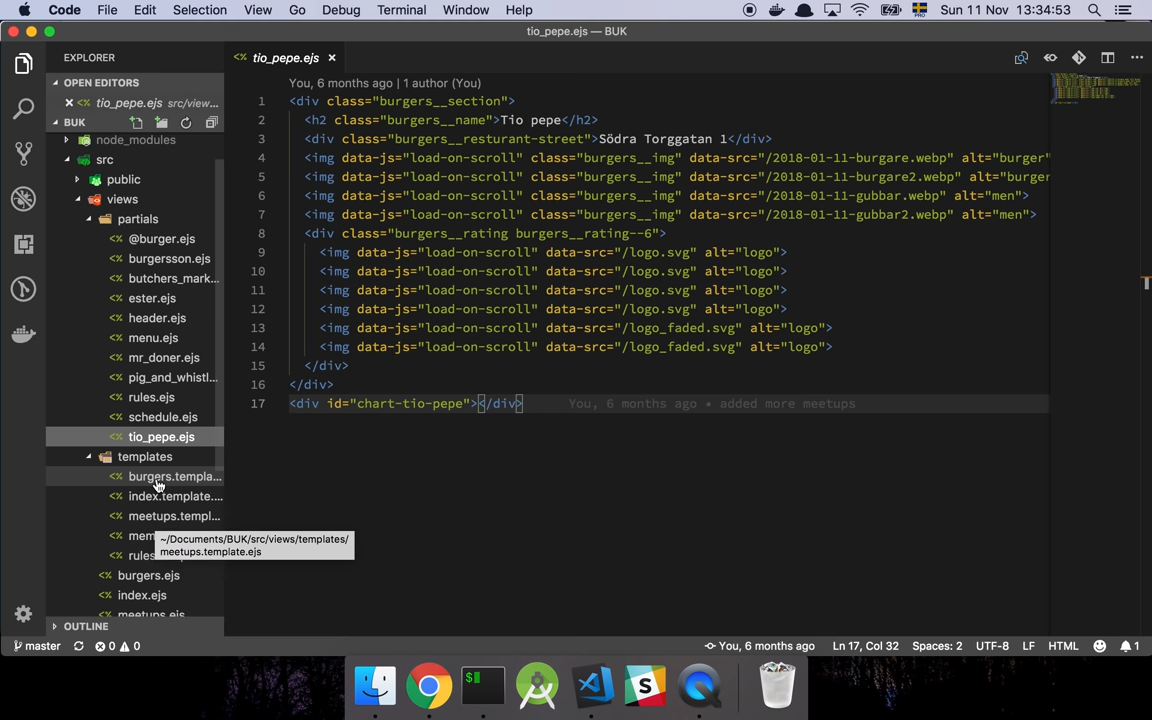 Code File Edit Selection View Go Debug Terminal Window Help PRO Sun 11 Nov 13:34:53
tio_pepe.ejs — BUK
EXPLORER
OPEN EDITORS
tio_pepe.ejs src/view...
BUK
node_modules
src
public
views
partials
@burger.ejs
burgersson.ejs
butchers_mark...
ester.ejs
header.ejs
menu.ejs
mr_doner.ejs
pig_and_whistl...
rules.ejs
schedule.ejs
tio_pepe.ejs
templates
burgers.templa...
index.template....
meetups.templ...
mem
rules
burgers.ejs
index.ejs
meetups.ejs
OUTLINE
~/Documents/BUK/src/views/templates/
meetups.template.ejs
<% tio_pepe.ejs
You, 6 months ago | 1 author (You)
1 <div class="burgers__section">
2 <h2 class="burgers__name">Tio pepe</h2>
3 <div class="burgers__resturant-street">Södra Torggatan 1</div>
4 <img data-js="load-on-scroll" class="burgers__img" data-src="/2018-01-11-burgare.webp" alt="burger"
5 <img data-js="load-on-scroll" class="burgers__img" data-src="/2018-01-11-burgare2.webp" alt="burger
6 <img data-js="load-on-scroll" class="burgers__img" data-src="/2018-01-11-gubbar.webp" alt="men">
7 <img data-js="load-on-scroll" class="burgers__img" data-src="/2018-01-11-gubbar2.webp" alt="men">
8 <div class="burgers__rating burgers__rating--6">
9 <img data-js="load-on-scroll" data-src="/logo.svg" alt="logo">
10 <img data-js="load-on-scroll" data-src="/logo.svg" alt="logo">
11 <img data-js="load-on-scroll" data-src="/logo.svg" alt="logo">
12 <img data-js="load-on-scroll" data-src="/logo.svg" alt="logo">
13 <img data-js="load-on-scroll" data-src="/logo_faded.svg" alt="logo">
14 <img data-js="load-on-scroll" data-src="/logo_faded.svg" alt="logo">
15 </div>
16 </div>
17 <div id="chart-tio-pepe"></div> You, 6 months ago • added more meetups
master 0 0 You, 6 months ago Ln 17, Col 32 Spaces: 2 UTF-8 LF HTML 1
$
S